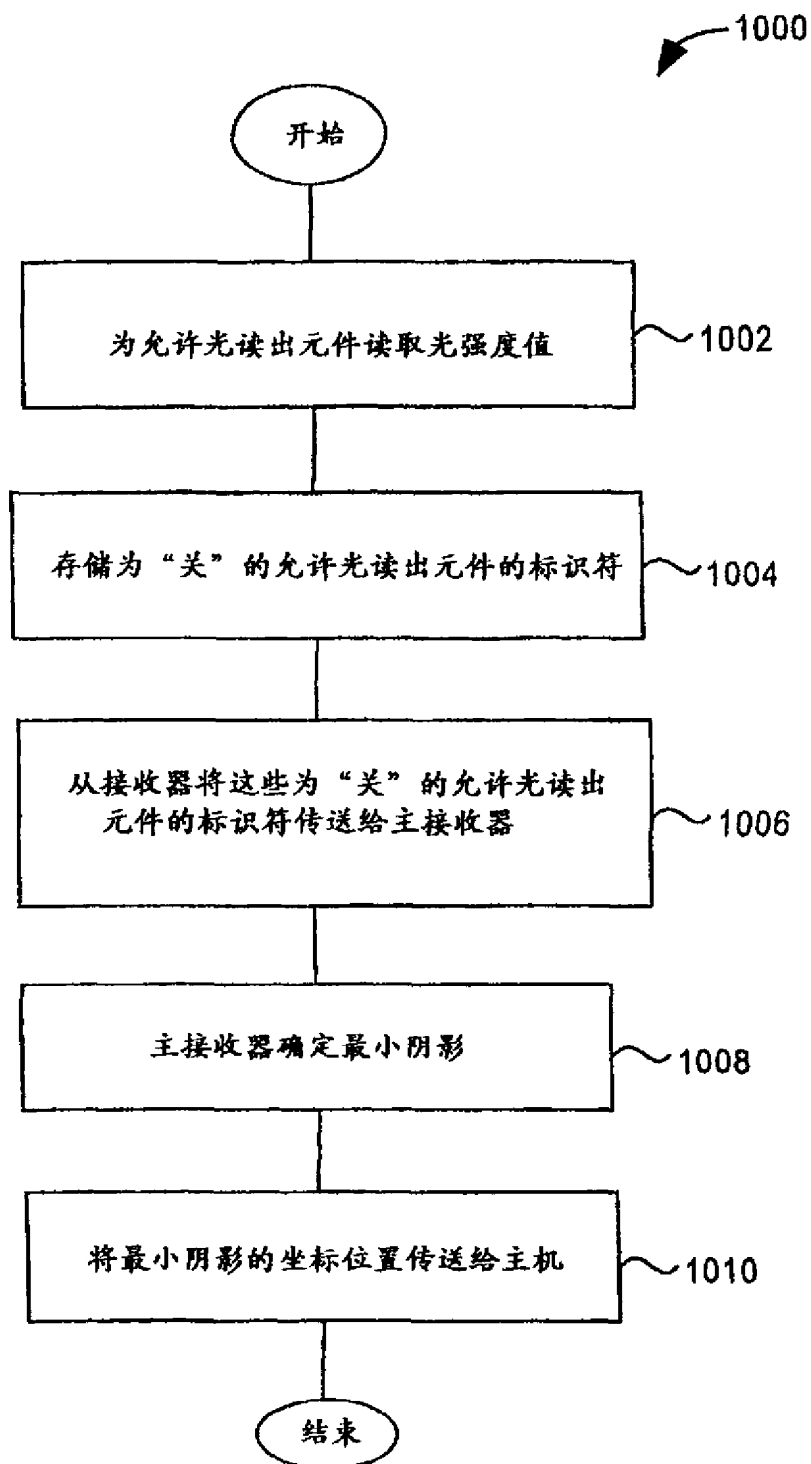 1000
开始
为允许光读出元件读取光强度值
1002
存储为“关”的允许光读出元件的标识符
1004
从接收器将这些为“关”的允许光读出
元件的标识符传送给主接收器
1006
主接收器确定最小阴影
1008
将最小阴影的坐标位置传送给主机
1010
结束